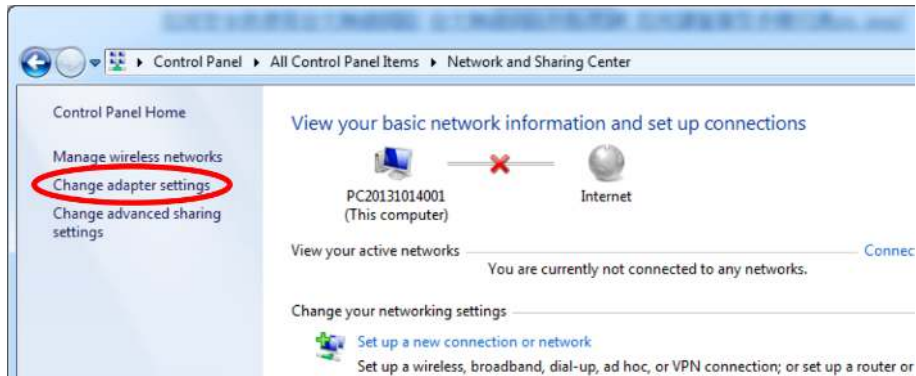 Control Panel
All Control Panel Items
Network and Sharing Center
Control Panel Home
Manage wireless networks
Change adapter settings
Change advanced sharing
settings
View your basic network information and set up connections
PC20131014001
(This computer)
Internet
View your active networks
Connec
You are currently not connected to any networks.
Change your networking settings
Set up a new connection or network
Set up a wireless, broadband, dial-up, ad hoc, or VPN connection; or set up a router or